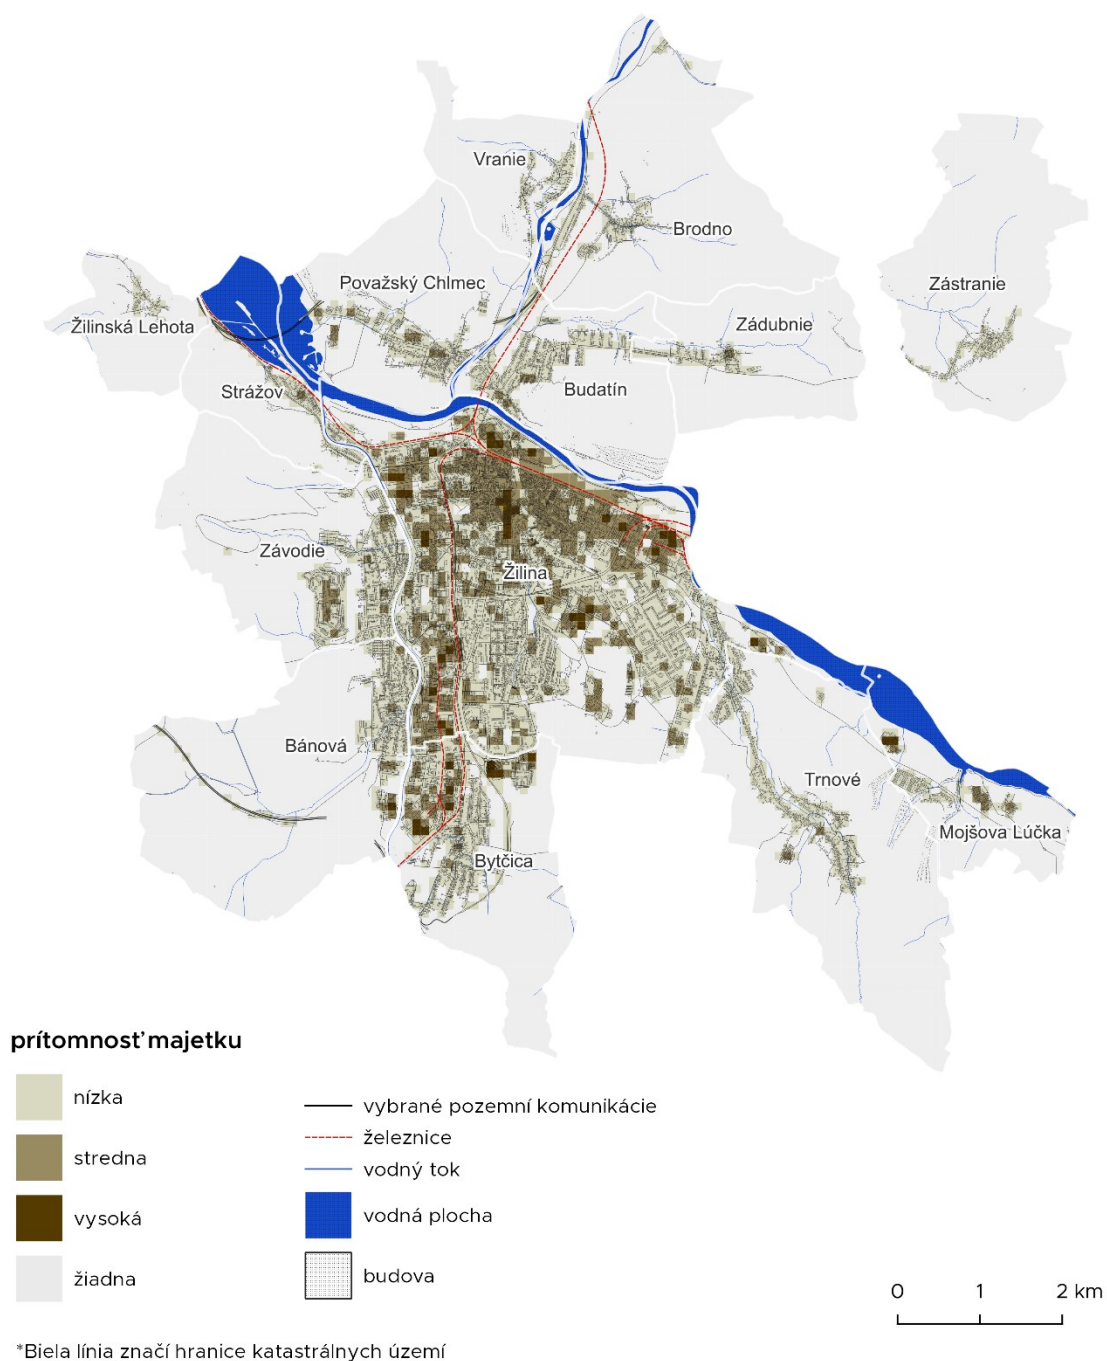 Vranie
Brodno
Považský Chlmec
Zástranie
Žilinská Lehota
Zádubnie
Strážov
Budatín
Závodie
Žilina
Bánová
Trnové
Mojšova Lúčka
Bytčica
prítomnosť majetku
nízka
stredna
vysoká
žiadna
vybrané pozemní komunikácie
železnice
vodný tok
vodná plocha
budova
0 1 2 km
*Biela línia značí hranice katastrálnych území